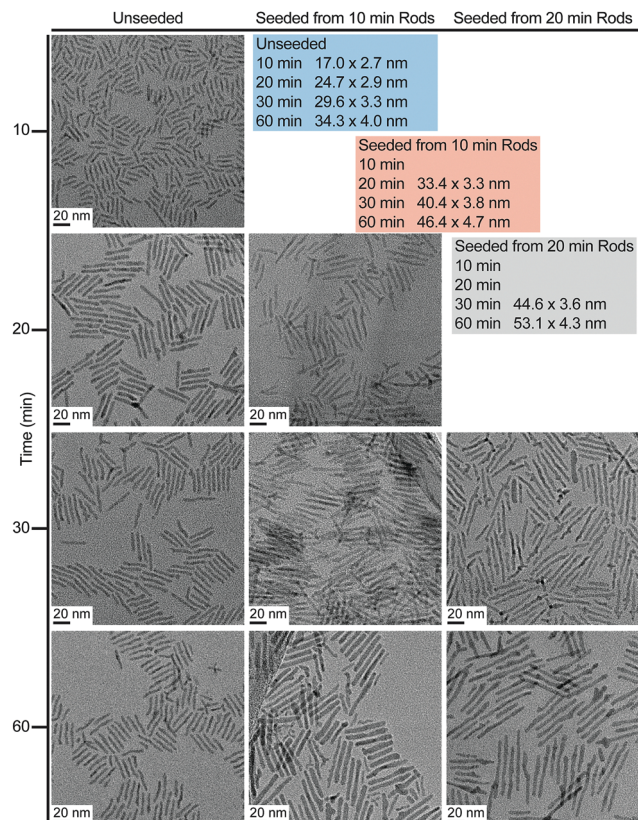 Unseeded
Seeded from 10 min Rods
Seeded from 20 min Rods
Unseeded
10 min 17.0 x 2.7 nm
20 min 24.7 x 2.9 nm
30 min 29.6 x 3.3 nm
60 min 34.3 x 4.0 nm
Seeded from 10 min Rods
10 min
20 min 33.4 x 3.3 nm
30 min 40.4 x 3.8 nm
60 min 46.4 x 4.7 nm
Seeded from 20 min Rods
10 min
20 min
30 min 44.6 x 3.6 nm
60 min 53.1 x 4.3 nm
Time (min)
10
20 nm
20
20 nm
20 nm
30
20 nm
20 nm
20 nm
60
20 nm
20 nm
20 nm